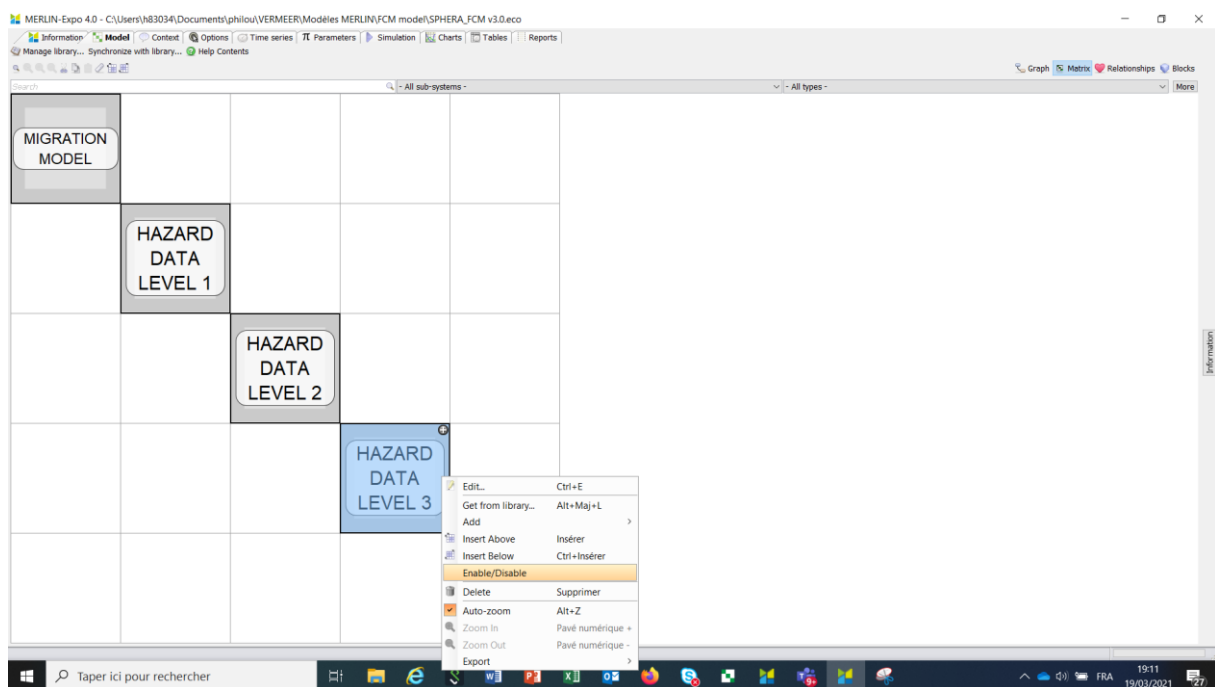 MERLIN-Expo 4.0 - C:\Users\h83034\Documents\philou\VERMEER\Modéles MERLIN\FCM model\SPHERA_FCM v3.0.eco
Information Model Context Options Time series π Parameters Simulation Charts Tables Reports
Manage library... Synchronize with library... Help Contents
Graph Matrix Relationships Blocks
Search - All sub-systems - - All types - More
MIGRATION
MODEL
HAZARD
DATA
LEVEL 1
HAZARD
DATA
LEVEL 2
Information
HAZARD
DATA
LEVEL 3
Edit... Ctrl+E
Get from library... Alt+Maj+L
Add
Insert Above Insérer
Insert Below Ctrl+Insérer
Enable/Disable
Delete Supprimer
Auto-zoom Alt+Z
Zoom In Pavé numérique +
Zoom Out Pavé numérique -
Export
Taper ici pour rechercher
FRA
19:11
19/03/2021
27